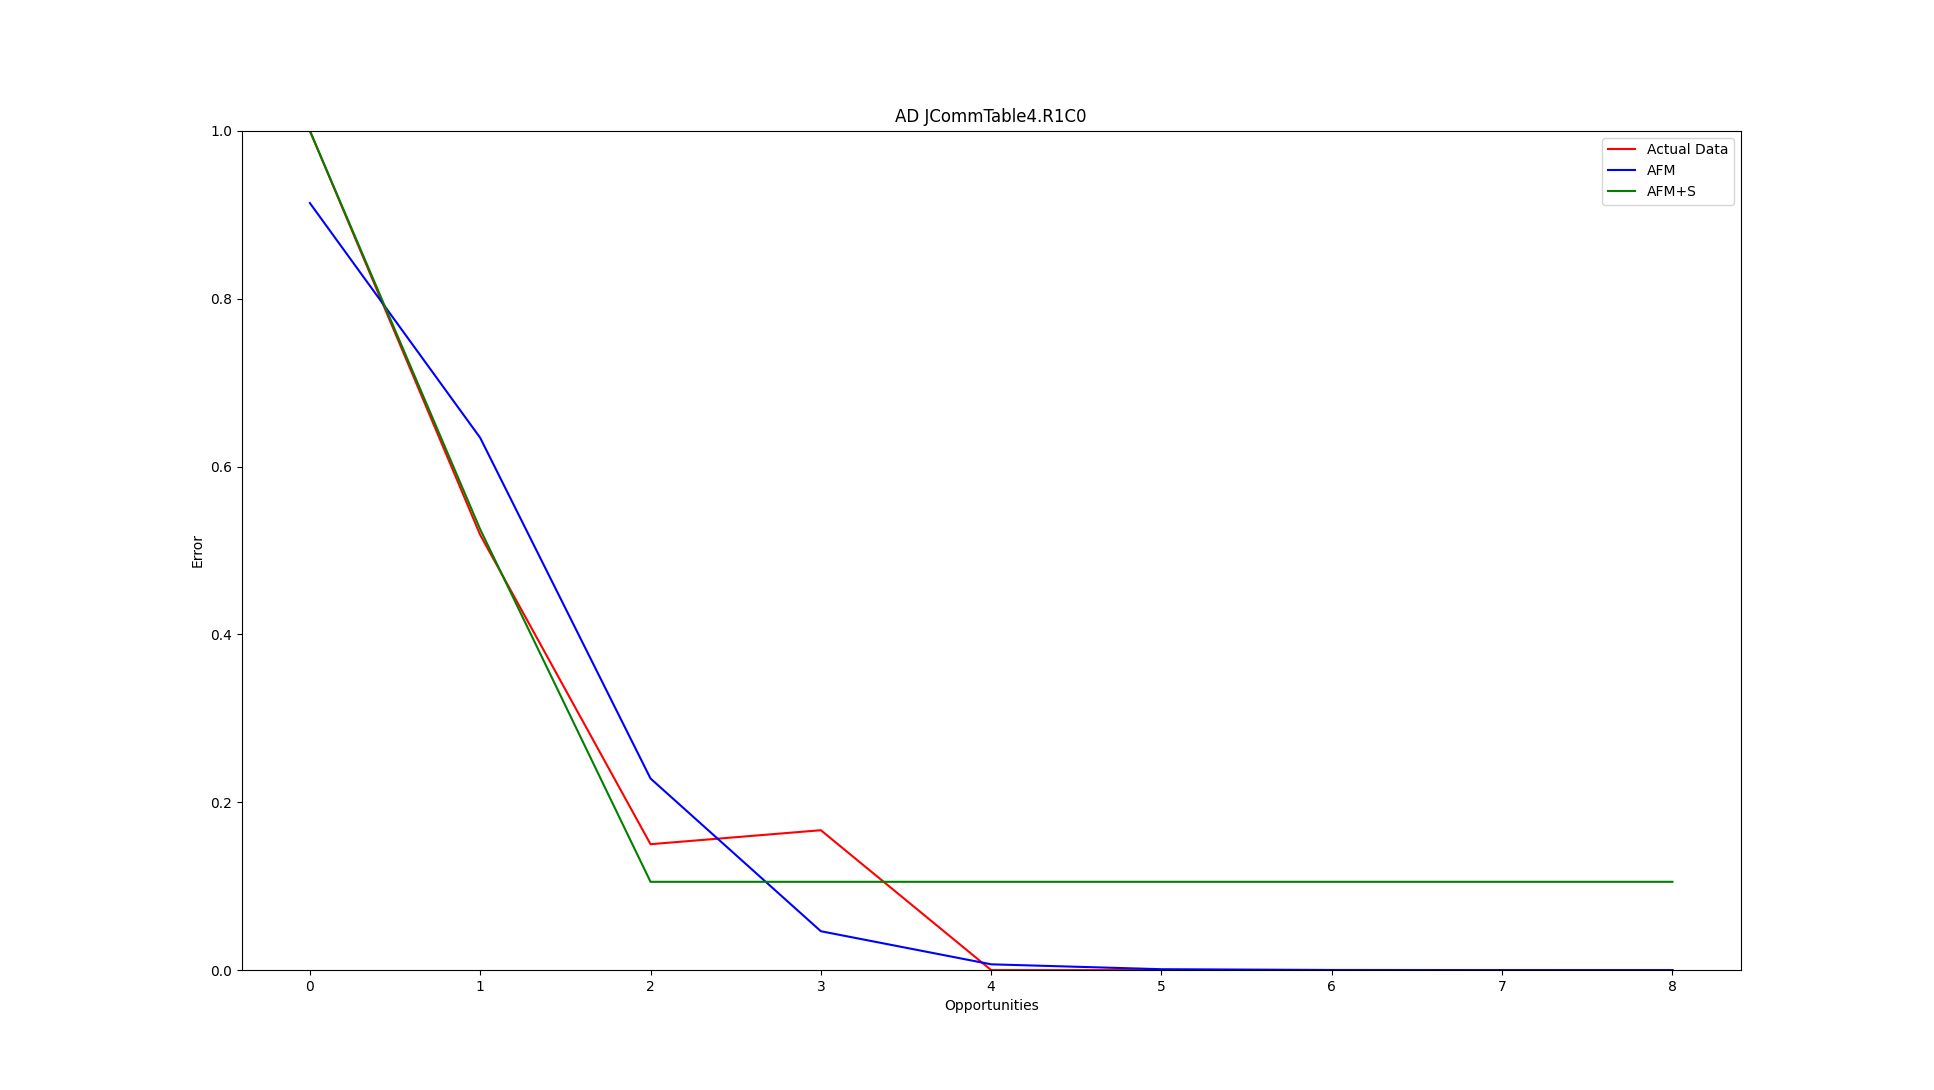 AD JCommTable4.R1C0
Actual Data
AFM
AFM+S
Error
1.0
0.8
0.6
0.4
0.2
0.0
0 1 2 3 4 5 6 7 8
Opportunities